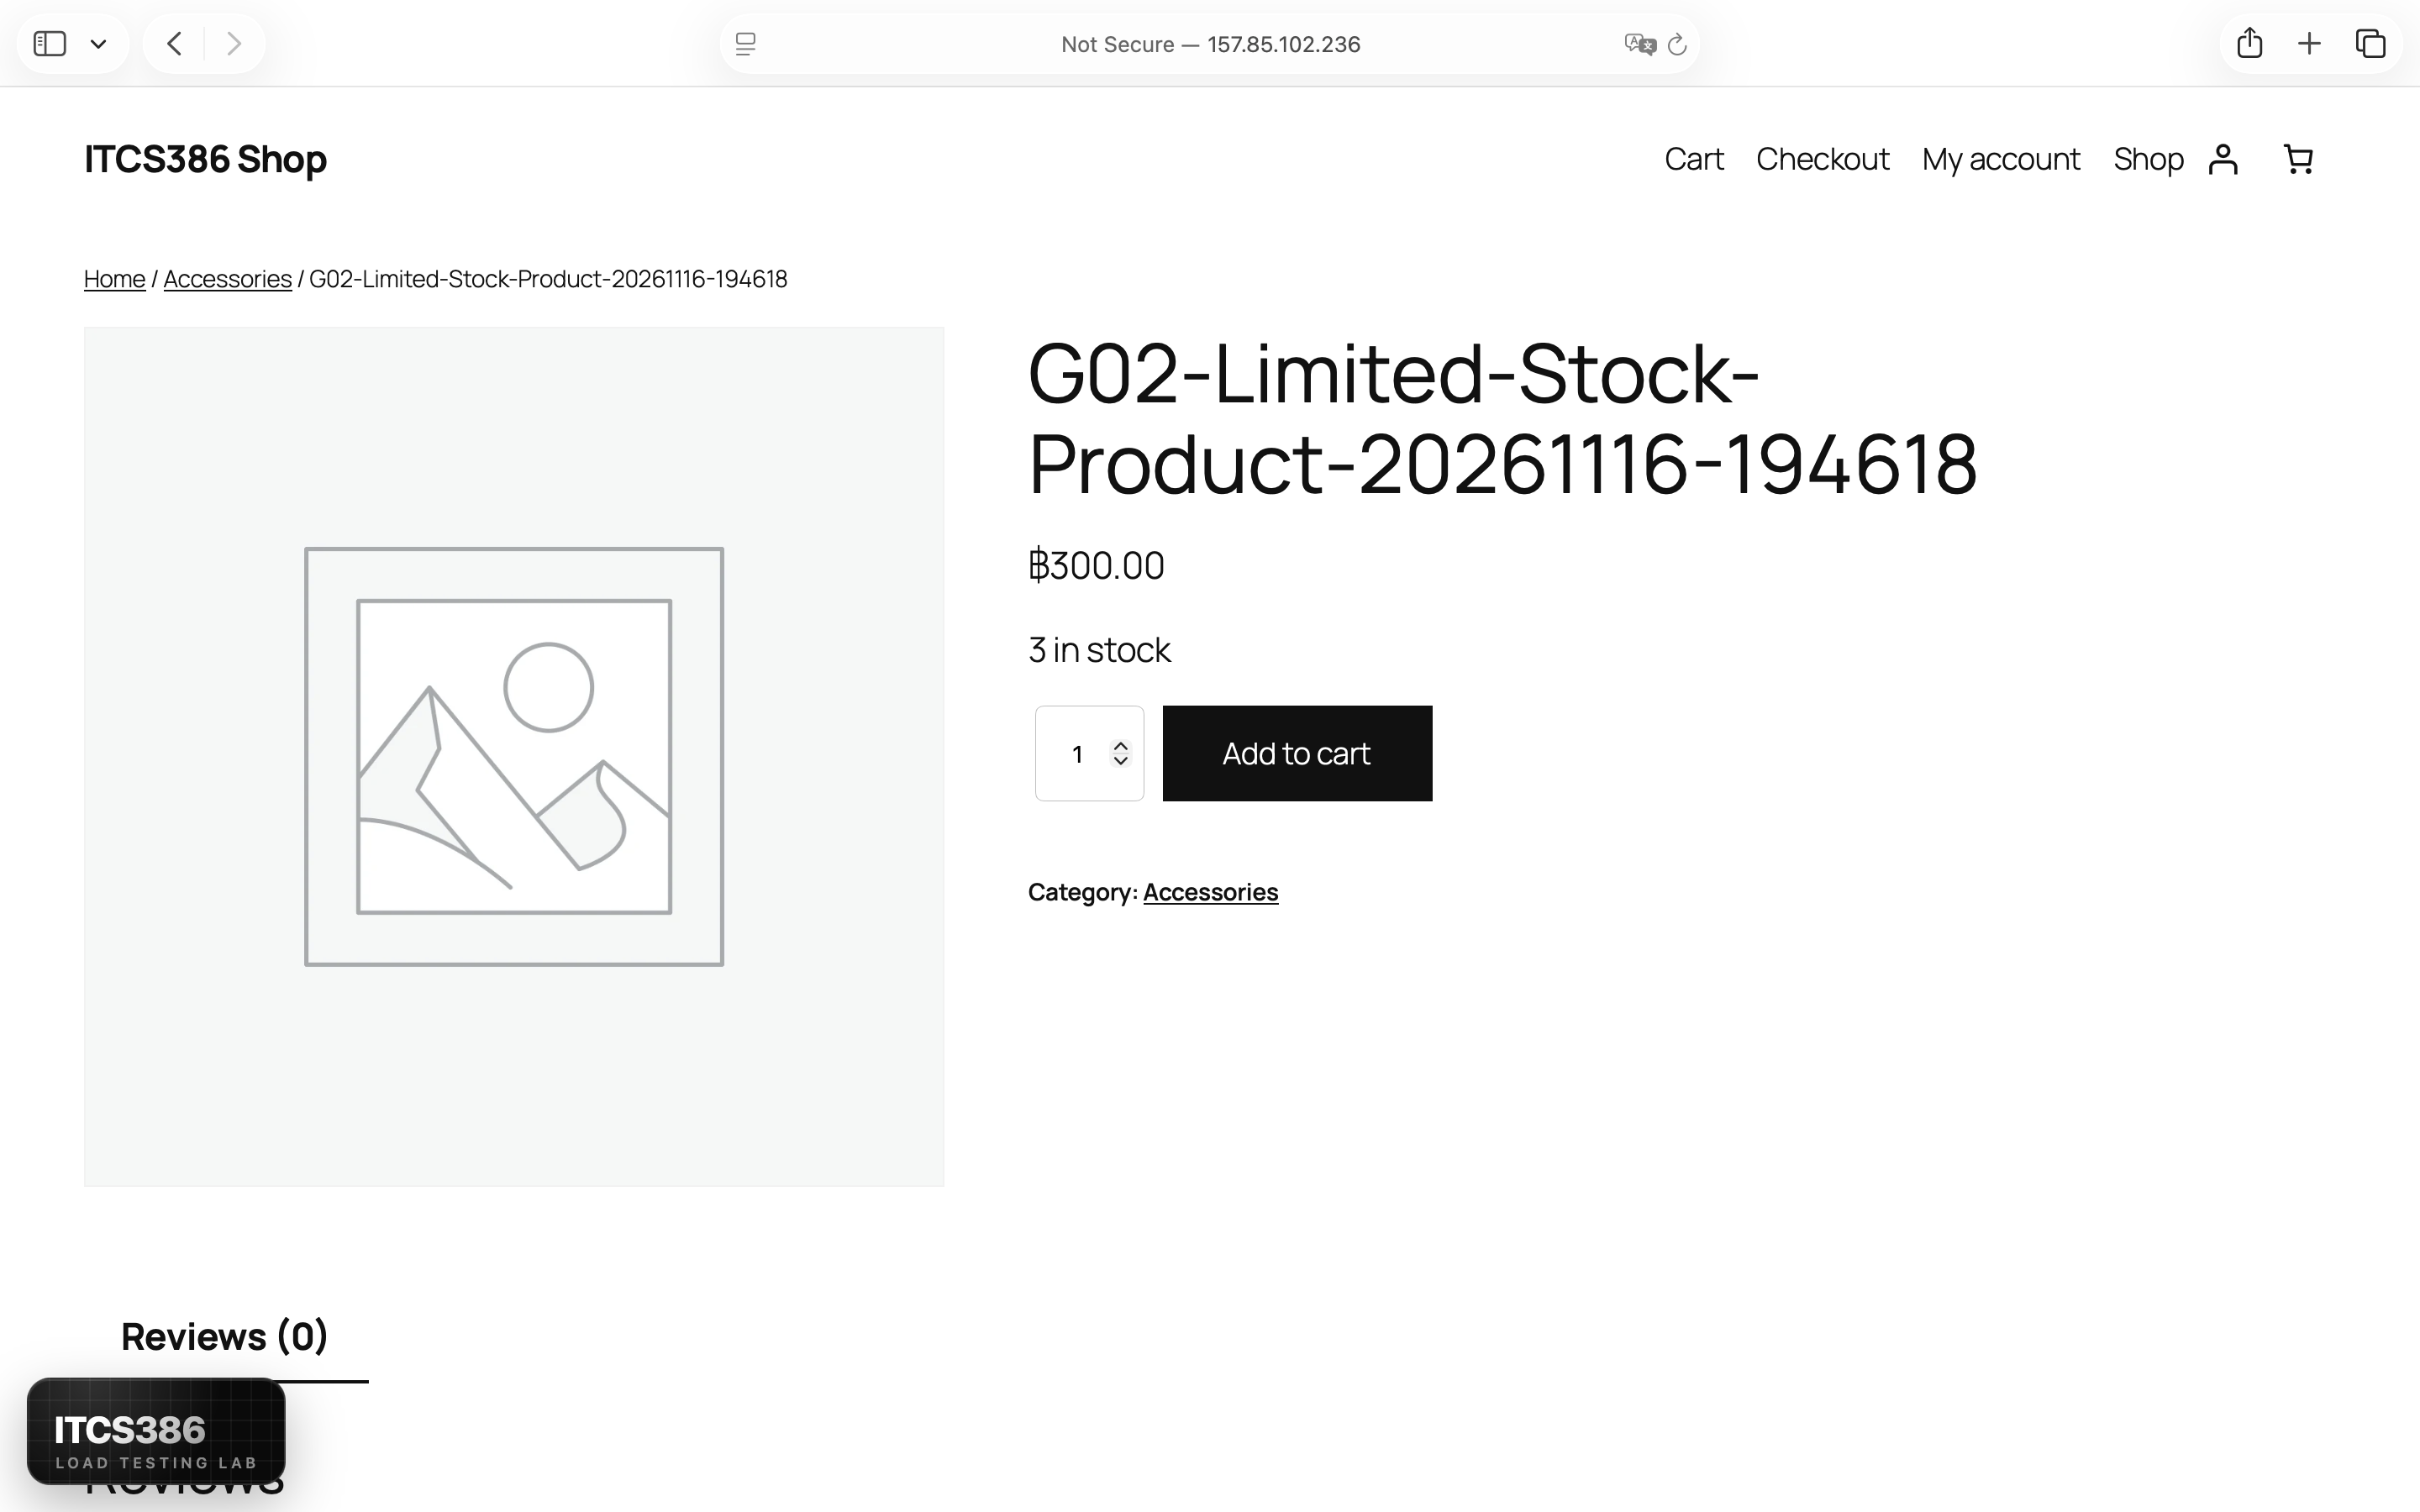 Not Secure — 157.85.102.236
ITCS386 Shop
Cart Checkout My account Shop
Home / Accessories / G02-Limited-Stock-Product-20261116-194618
G02-Limited-Stock-
Product-20261116-194618
฿300.00
3 in stock
1
Add to cart
Category: Accessories
Reviews (0)
ITCS386
LOAD TESTING LAB
Reviews